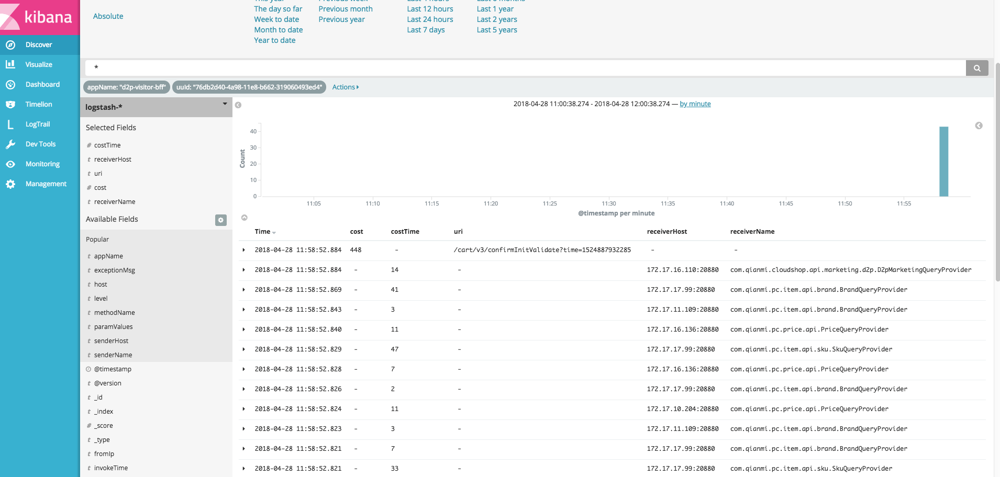 kibana
Discover
Visualize
Dashboard
Timelion
LogTrail
Dev Tools
Monitoring
Management
Absolute
The day so far
Week to date
Month to date
Year to date
Previous month
Previous year
Last 12 hours
Last 24 hours
Last 7 days
Last 6 months
Last 1 year
Last 2 years
Last 5 years
*
appName: "d2p-visitor-bff" uuId: "76db2d40-4a98-11e8-b662-319060493ed4" Actions
logstash-*
Selected Fields
# costTime
t receiverHost
t uri
# cost
t receiverName
Available Fields
Popular
t appName
t exceptionMsg
t host
t level
t methodName
t paramValues
t senderHost
t senderName
@timestamp
t @version
t _id
t _index
# _score
t _type
t fromIp
t invokeTime
2018-04-28 11:00:38.274 - 2018-04-28 12:00:38.274 — by minute
Count
40
30
20
10
0
11:05 11:10 11:15 11:20 11:25 11:30 11:35 11:40 11:45 11:50 11:55
@timestamp per minute
Time cost costTime uri receiverHost receiverName
2018-04-28 11:58:52.884 448 - /cart/v3/confirmInitValidate?time=1524887932285 - -
2018-04-28 11:58:52.884 - 14 - 172.17.16.110:20880 com.qianmi.cloudshop.api.marketing.d2p.D2pMarketingQueryProvider
2018-04-28 11:58:52.869 - 41 - 172.17.17.99:20880 com.qianmi.pc.item.api.brand.BrandQueryProvider
2018-04-28 11:58:52.843 - 3 - 172.17.11.109:20880 com.qianmi.pc.item.api.brand.BrandQueryProvider
2018-04-28 11:58:52.840 - 11 - 172.17.16.136:20880 com.qianmi.pc.price.api.PriceQueryProvider
2018-04-28 11:58:52.829 - 47 - 172.17.17.99:20880 com.qianmi.pc.item.api.sku.SkuQueryProvider
2018-04-28 11:58:52.828 - 7 - 172.17.16.136:20880 com.qianmi.pc.price.api.PriceQueryProvider
2018-04-28 11:58:52.826 - 2 - 172.17.17.99:20880 com.qianmi.pc.item.api.brand.BrandQueryProvider
2018-04-28 11:58:52.824 - 11 - 172.17.10.204:20880 com.qianmi.pc.price.api.PriceQueryProvider
2018-04-28 11:58:52.823 - 3 - 172.17.11.109:20880 com.qianmi.pc.item.api.brand.BrandQueryProvider
2018-04-28 11:58:52.821 - 7 - 172.17.17.99:20880 com.qianmi.pc.item.api.brand.BrandQueryProvider
2018-04-28 11:58:52.821 - 33 - 172.17.17.99:20880 com.qianmi.pc.item.api.sku.SkuQueryProvider